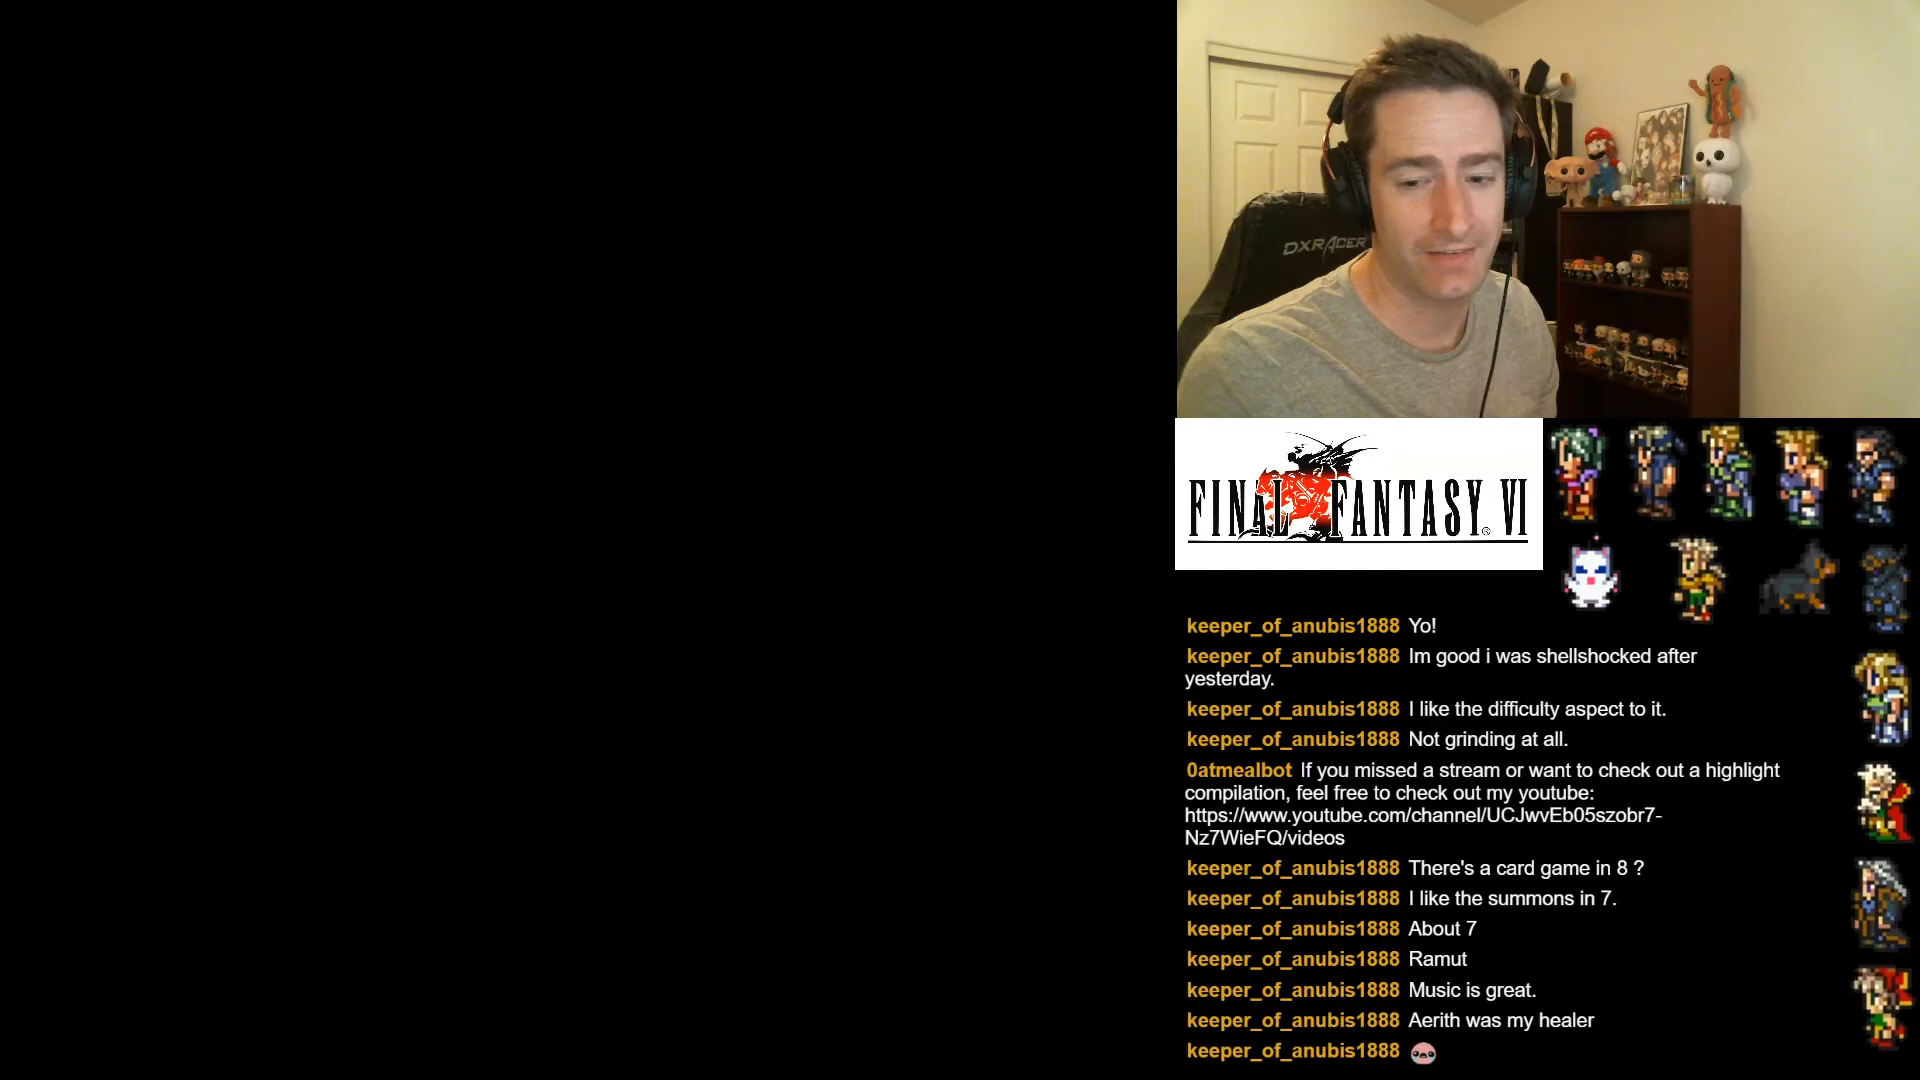 DXRACER
FINAL FANTASY® VI
keeper_of_anubis1888 Yo!
keeper_of_anubis1888 Im good i was shellshocked after
yesterday.
keeper_of_anubis1888 I like the difficulty aspect to it.
keeper_of_anubis1888 Not grinding at all.
0atmealbot If you missed a stream or want to check out a highlight
compilation, feel free to check out my youtube:
https://www.youtube.com/channel/UCJwvEb05szobr7-
Nz7WieFQ/videos
keeper_of_anubis1888 There's a card game in 8 ?
keeper_of_anubis1888 I like the summons in 7.
keeper_of_anubis1888 About 7
keeper_of_anubis1888 Ramut
keeper_of_anubis1888 Music is great.
keeper_of_anubis1888 Aerith was my healer
keeper_of_anubis1888